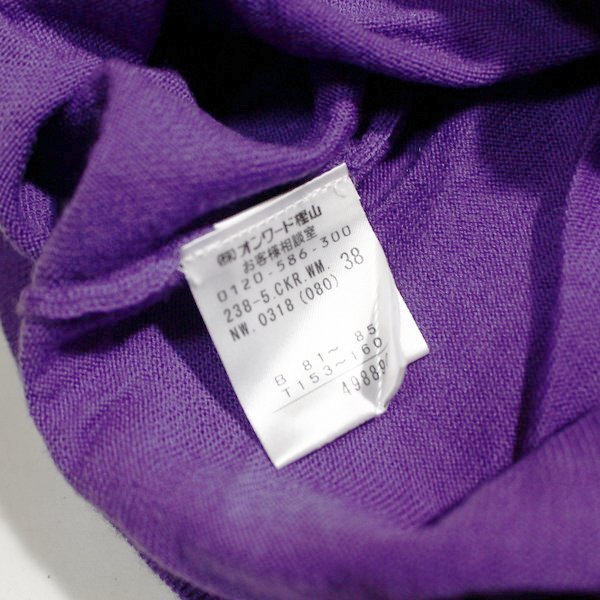 ㈱オンワード樫山
お客様相談室
0120-586-300
238-5.CKR.WM. 38
NW.0318(080)
B 81~ 85
T153~160
49889